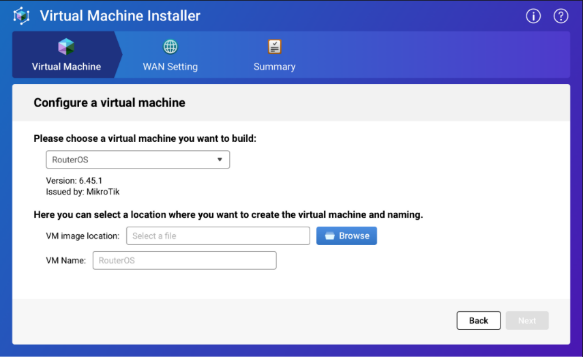 Virtual Machine Installer
Virtual Machine
WAN Setting
Summary
Configure a virtual machine
Please choose a virtual machine you want to build:
RouterOS
Version: 6.45.1
Issued by: MikroTik
Here you can select a location where you want to create the virtual machine and naming.
VM image location: Select a file Browse
VM Name: RouterOS
Back Next